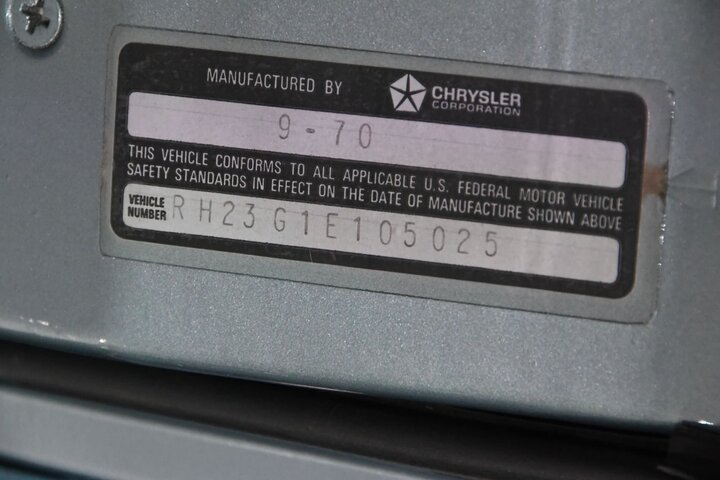 MANUFACTURED BY CHRYSLER CORPORATION
9-70
THIS VEHICLE CONFORMS TO ALL APPLICABLE U.S. FEDERAL MOTOR VEHICLE
SAFETY STANDARDS IN EFFECT ON THE DATE OF MANUFACTURE SHOWN ABOVE
VEHICLE NUMBER RH23G1E105025